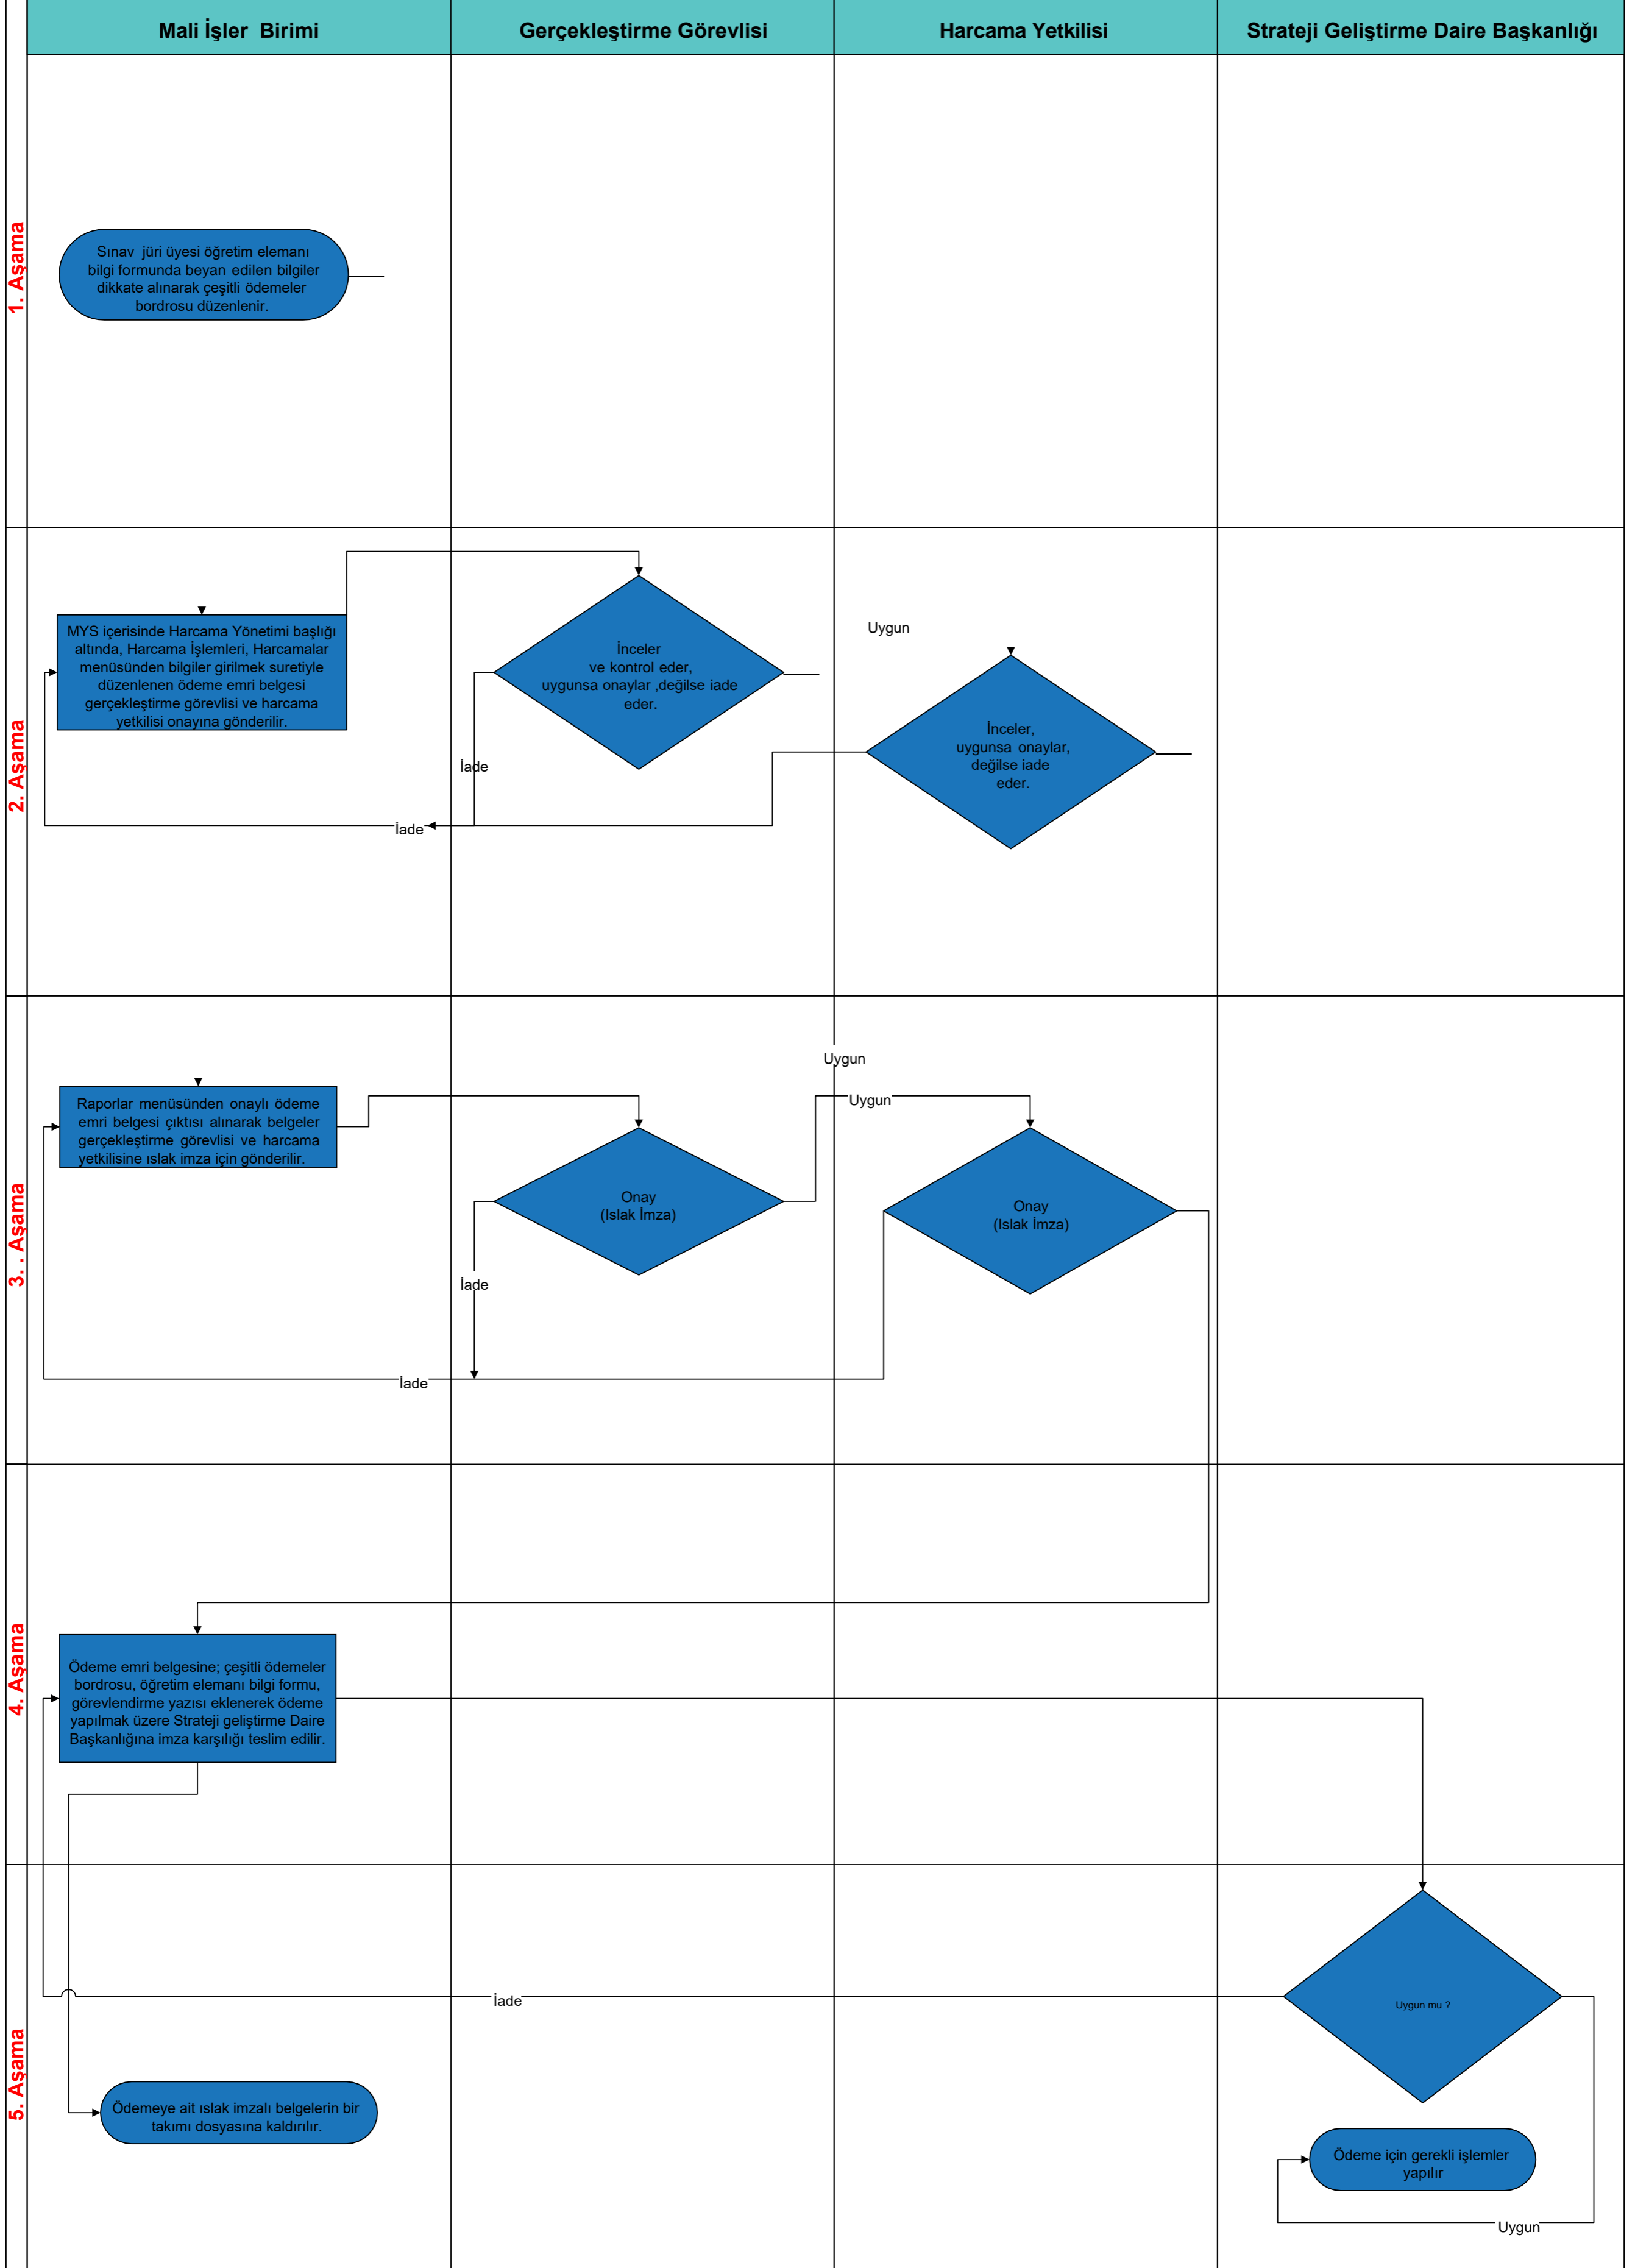 Mali İşler  Birimi
Gerçekleştirme Görevlisi
Harcama Yetkilisi
Strateji Geliştirme Daire Başkanlığı
1. Aşama
Sınav  jüri üyesi öğretim elemanı
bilgi formunda beyan edilen bilgiler
dikkate alınarak çeşitli ödemeler
bordrosu düzenlenir.
2. Aşama
MYS içerisinde Harcama Yönetimi başlığı
altında, Harcama İşlemleri, Harcamalar
menüsünden bilgiler girilmek suretiyle
düzenlenen ödeme emri belgesi
gerçekleştirme görevlisi ve harcama
yetkilisi onayına gönderilir.
İnceler
ve kontrol eder,
uygunsa onaylar ,değilse iade
eder.
Uygun
İnceler,
uygunsa onaylar,
değilse iade
eder.
İade
İade
3. . Aşama
Uygun
Raporlar menüsünden onaylı ödeme
emri belgesi çıktısı alınarak belgeler
gerçekleştirme görevlisi ve harcama
yetkilisine ıslak imza için gönderilir.
Uygun
Onay
(Islak İmza)
Onay
(Islak İmza)
İade
İade
4. Aşama
Ödeme emri belgesine; çeşitli ödemeler
bordrosu, öğretim elemanı bilgi formu,
görevlendirme yazısı eklenerek ödeme
yapılmak üzere Strateji geliştirme Daire
Başkanlığına imza karşılığı teslim edilir.
5. Aşama
İade
Uygun mu ?
Ödemeye ait ıslak imzalı belgelerin bir
takımı dosyasına kaldırılır.
Ödeme için gerekli işlemler
yapılır
Uygun